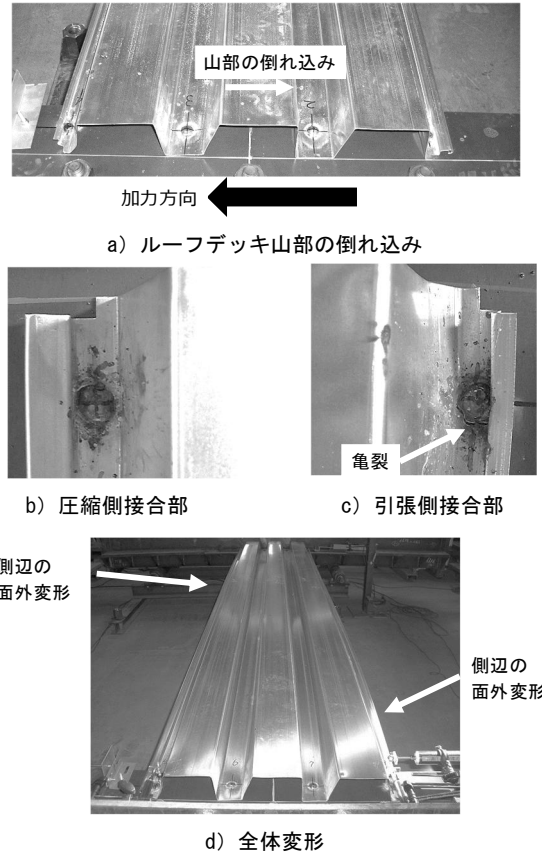 山部の倒れ込み
加力方向
a）ルーフデッキ山部の倒れ込み
亀裂
b）圧縮側接合部
c）引張側接合部
側辺の
面外変形
側辺の
面外変形
d）全体変形